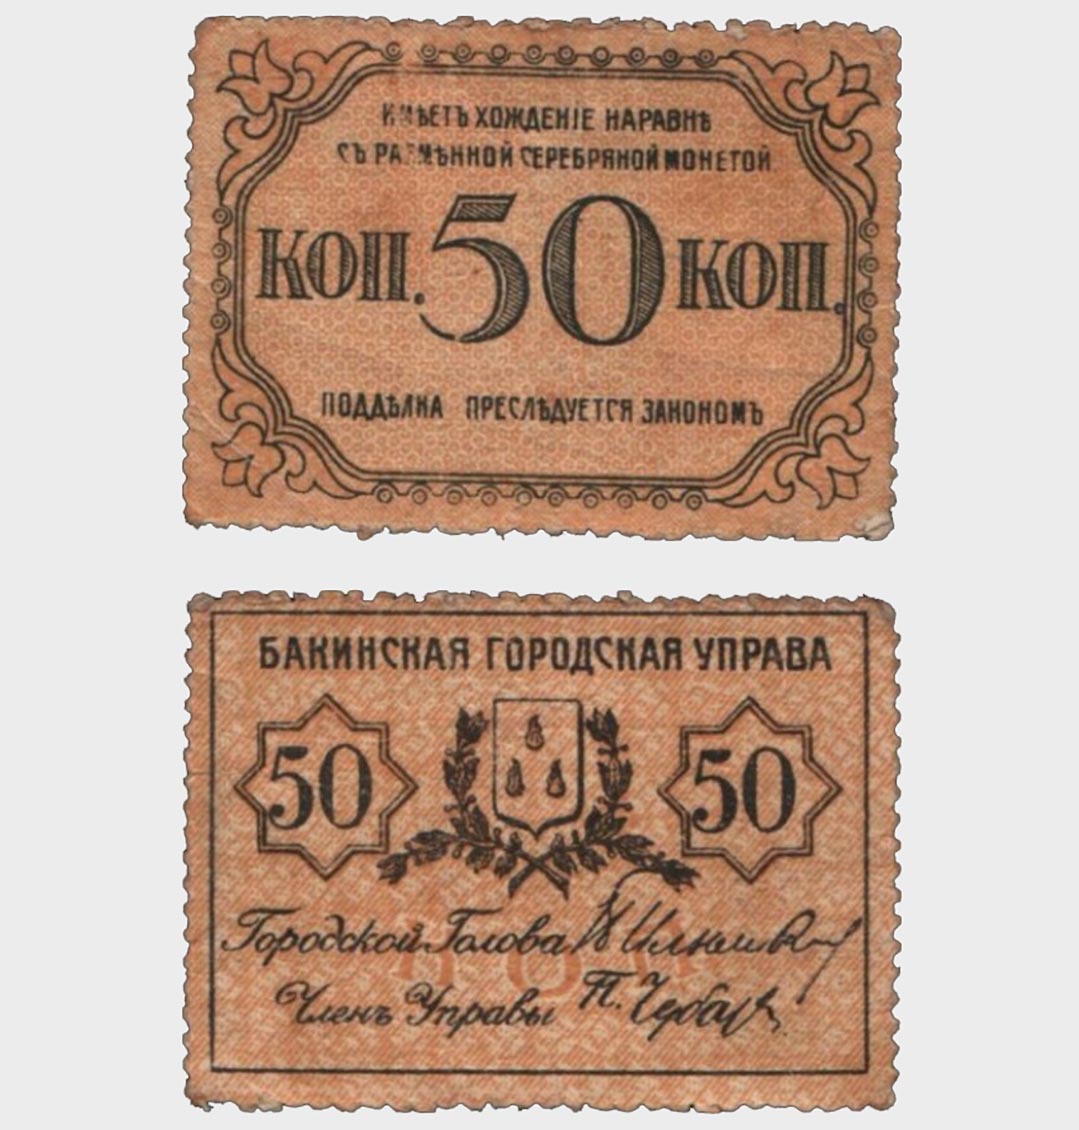 ИМѢЕТЪ ХОЖДЕНІЕ НАРАВНѢ
СЪ РАЗМѢННОЙ СЕРЕБРЯНОЙ МОНЕТОЙ
КОП. 50 КОП.
ПОДДѢЛКА ПРЕСЛѢДУЕТСЯ ЗАКОНОМЪ
БАКИНСКАЯ ГОРОДСКАЯ УПРАВА
50 50
Городской Голова
Членъ Управы П.